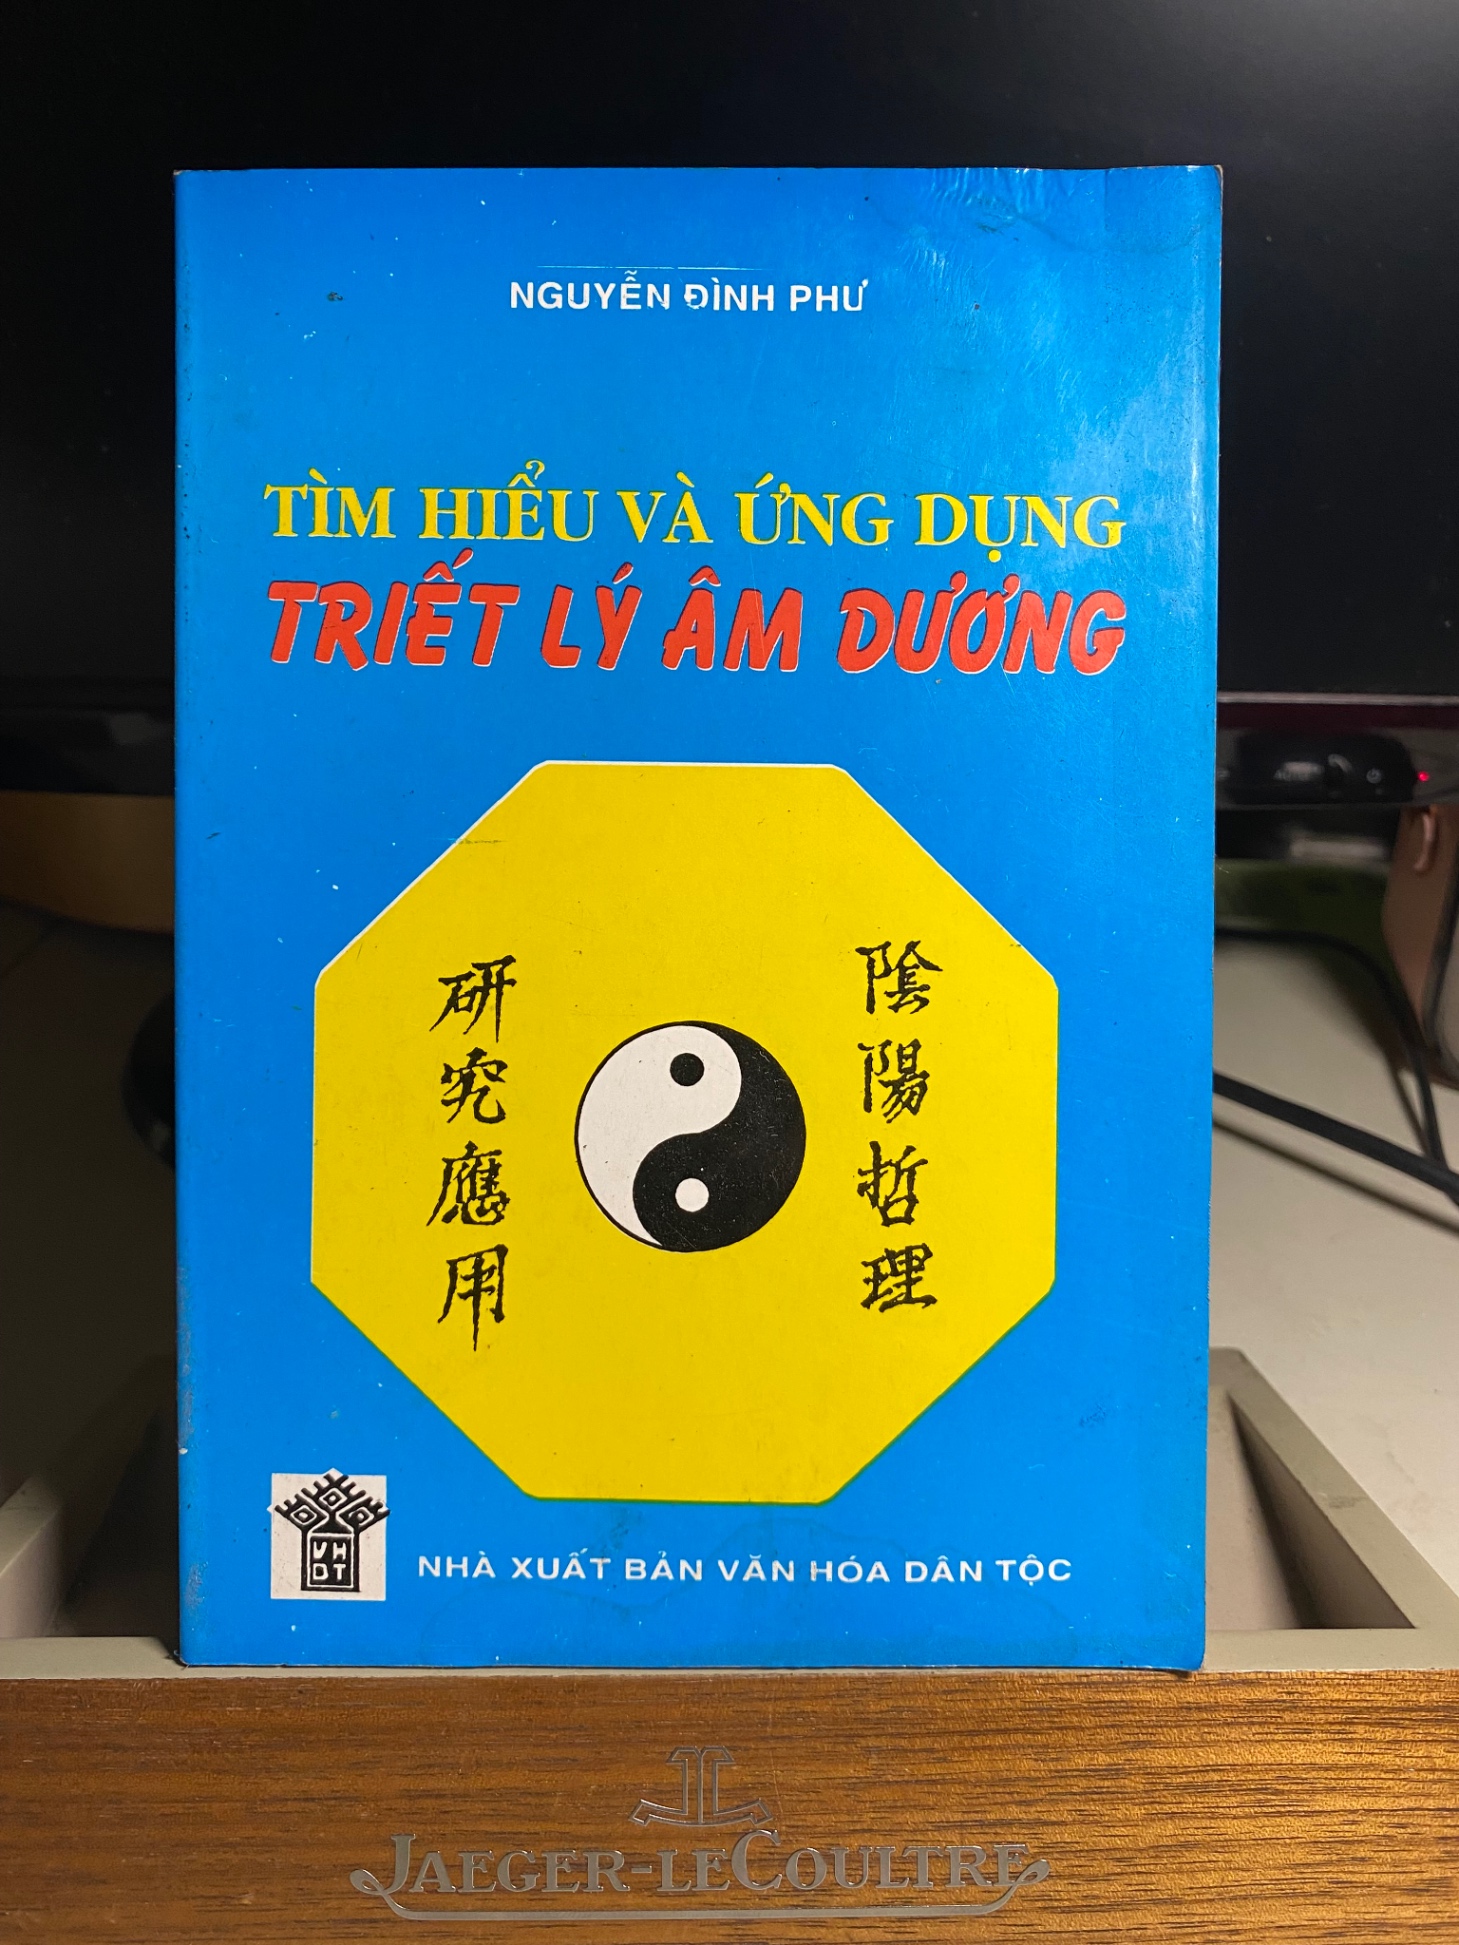 NGUYỄN ĐÌNH PHƯ
TÌM HIỂU VÀ ỨNG DỤNG
TRIẾT LÝ ÂM DƯƠNG
陰陽哲理
研究應用
VH
DT
NHÀ XUẤT BẢN VĂN HÓA DÂN TỘC
JAEGER-LECOULTRE